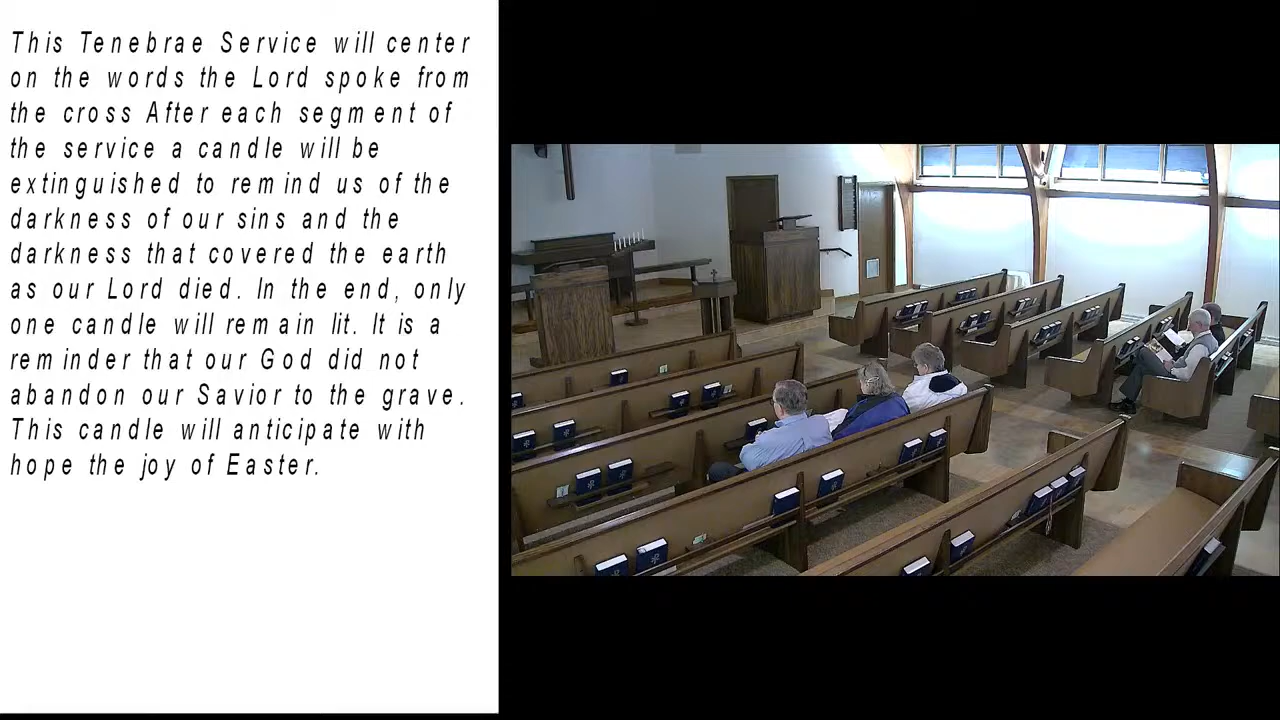 This Tenebrae Service will center
on the words the Lord spoke from
the cross After each segment of
the service a candle will be
extinguished to remind us of the
darkness of our sins and the
darkness that covered the earth
as our Lord died. In the end, only
one candle will remain lit. It is a
reminder that our God did not
abandon our Savior to the grave.
This candle will anticipate with
hope the joy of Easter.